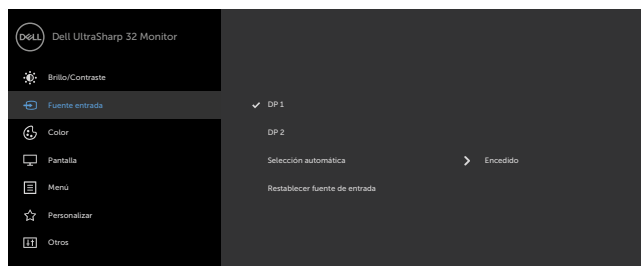 DELL Dell UltraSharp 32 Monitor
Brillo/Contraste
Fuente entrada
DP 1
Color
DP 2
Pantalla
Selección automática Encedido
Menú
Restablecer fuente de entrada
Personalizar
Otros